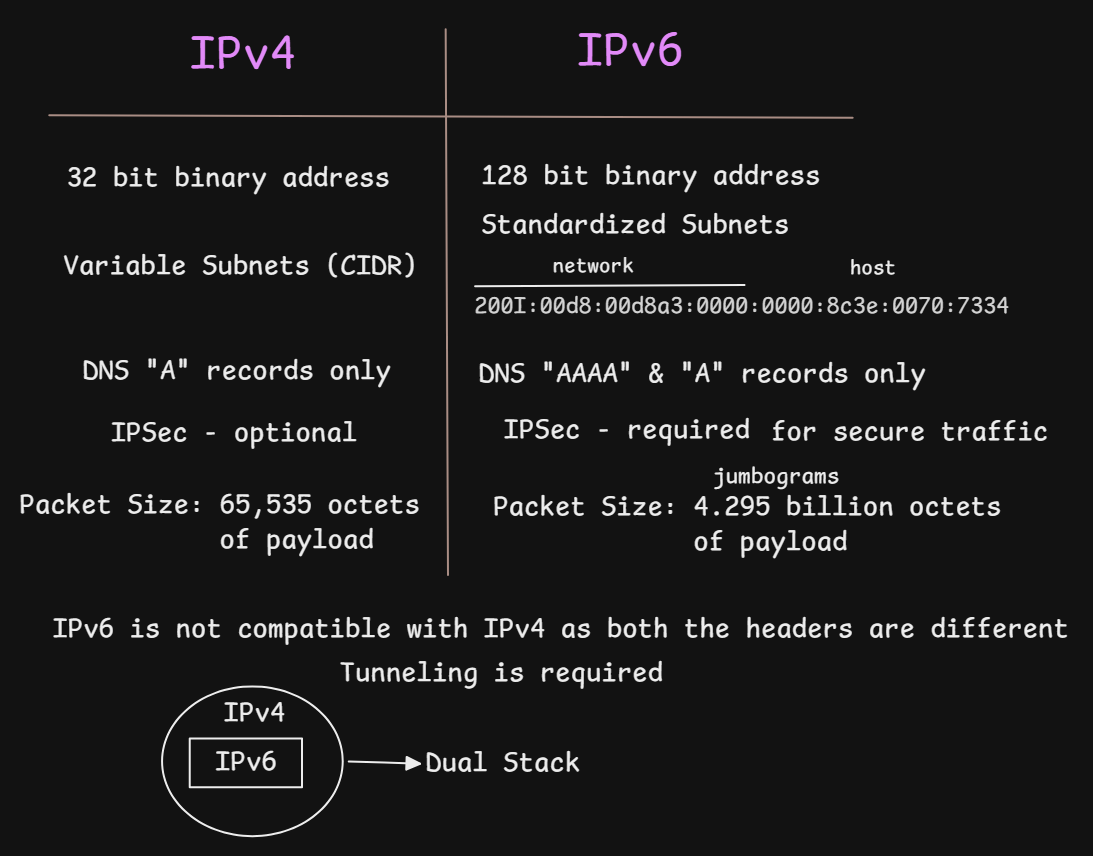 IPv4
IPv6
32 bit binary address
128 bit binary address
Standardized Subnets
Variable Subnets (CIDR)
network
host
200I:00d8:00d8a3:0000:0000:8c3e:0070:7334
DNS "A" records only
DNS "AAAA" & "A" records only
IPSec - optional
IPSec - required for secure traffic
Packet Size: 65,535 octets
of payload
jumbograms
Packet Size: 4.295 billion octets
of payload
IPv6 is not compatible with IPv4 as both the headers are different
Tunneling is required
IPv4
IPv6
Dual Stack